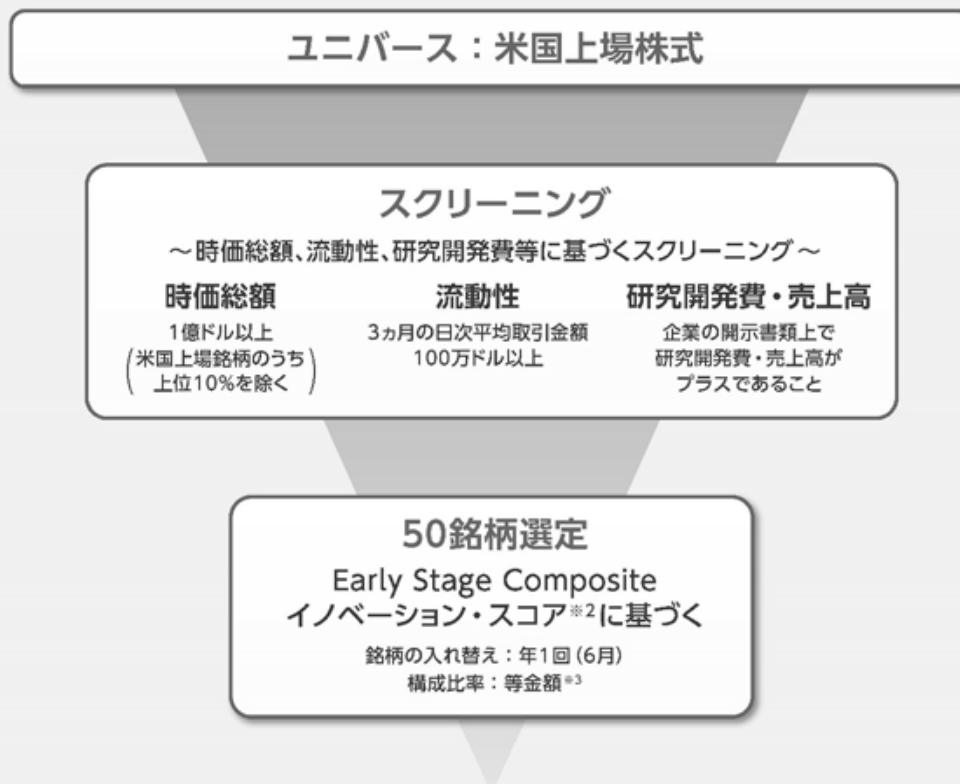 ユニバース：米国上場株式
スクリーニング
〜時価総額、流動性、研究開発費等に基づくスクリーニング〜
時価総額
1億ドル以上
(米国上場銘柄のうち
上位10%を除く)
流動性
3ヵ月の日次平均取引金額
100万ドル以上
研究開発費・売上高
企業の開示書類上で
研究開発費・売上高が
プラスであること
50銘柄選定
Early Stage Composite
イノベーション・スコア※2に基づく
銘柄の入れ替え：年1回（6月）
構成比率：等金額※3